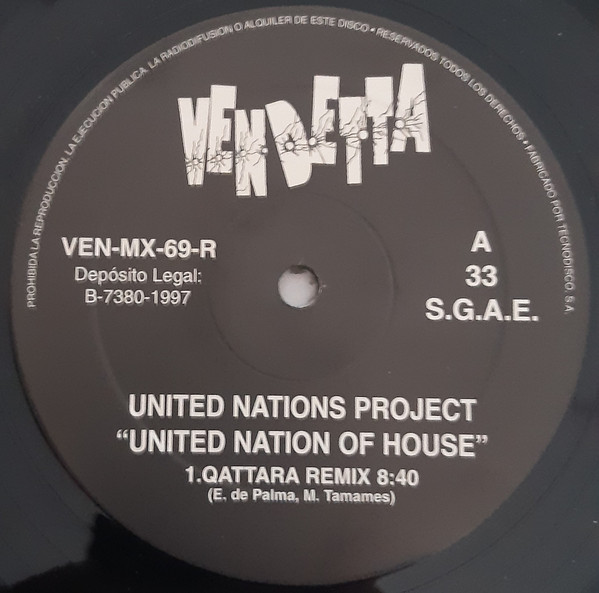 PROHIBIDA LA REPRODUCCION, LA EJECUCION PUBLICA, LA RADIODIFUSION O ALQUILER DE ESTE DISCO • RESERVADOS TODOS LOS DERECHOS • FABRICADO POR TECNODISCO, S.A.
VENDETTA
VEN-MX-69-R
Depósito Legal:
B-7380-1997
A
33
S.G.A.E.
UNITED NATIONS PROJECT
“UNITED NATION OF HOUSE”
1.QATTARA REMIX 8:40
(E. de Palma, M. Tamames)